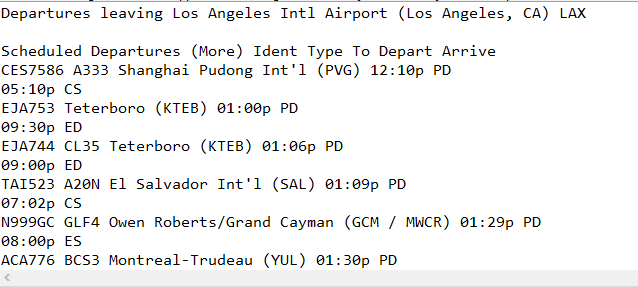 Departures leaving Los Angeles Intl Airport (Los Angeles, CA) LAX
Scheduled Departures (More) Ident Type To Depart Arrive
CES7586 A333 Shanghai Pudong Int'l (PVG) 12:10p PD
05:10p CS
EJA753 Teterboro (KTEB) 01:00p PD
09:30p ED
EJA744 CL35 Teterboro (KTEB) 01:06p PD
09:00p ED
TAI523 A20N El Salvador Int'l (SAL) 01:09p PD
07:02p CS
N999GC GLF4 Owen Roberts/Grand Cayman (GCM / MWCR) 01:29p PD
08:00p ES
ACA776 BCS3 Montreal-Trudeau (YUL) 01:30p PD